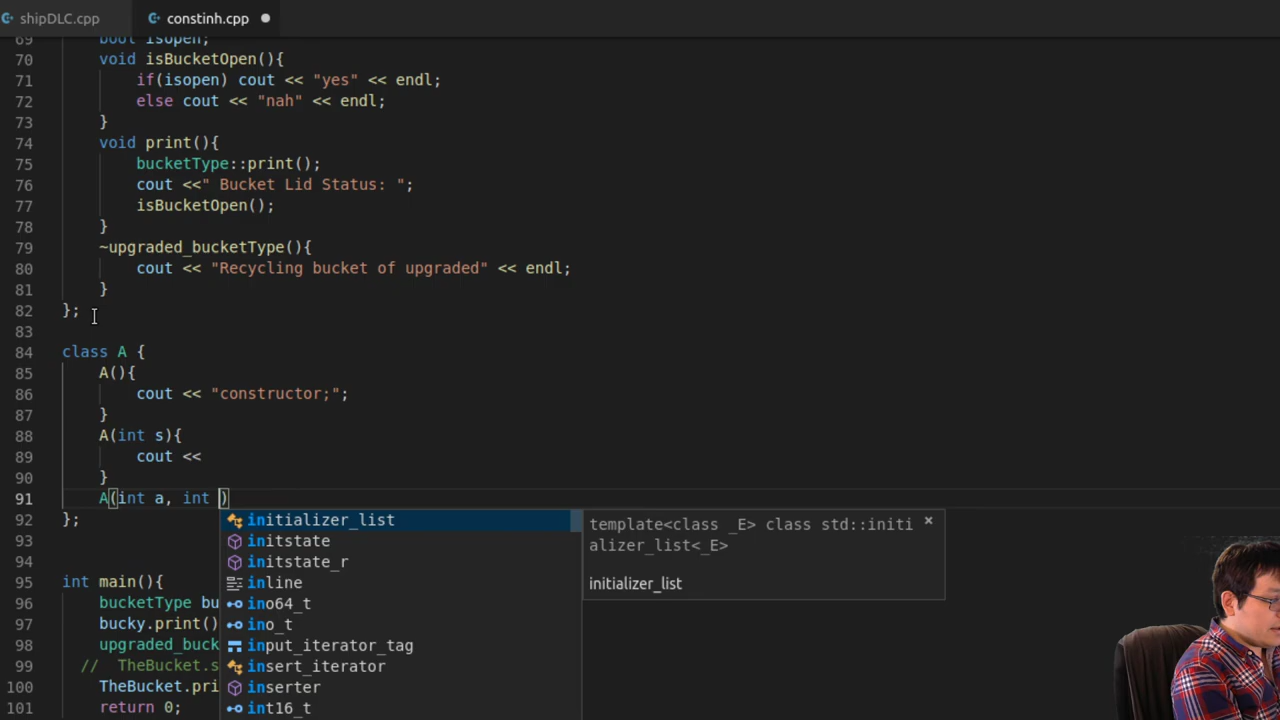 shipDLC.cpp constinh.cpp
69 bool isopen;
70 void isBucketOpen(){
71 if(isopen) cout << "yes" << endl;
72 else cout << "nah" << endl;
73 }
74 void print(){
75 bucketType::print();
76 cout <<" Bucket Lid Status: ";
77 isBucketOpen();
78 }
79 ~upgraded_bucketType(){
80 cout << "Recycling bucket of upgraded" << endl;
81 }
82 };
83
84 class A {
85 A(){
86 cout << "constructor;";
87 }
88 A(int s){
89 cout <<
90 }
91 A(int a, int )
92 };
93
94
95 int main(){
96 bucketType bu
97 bucky.print()
98 upgraded_buck
99 // TheBucket.s
100 TheBucket.pri
101 return 0;
initializer_list
initstate
initstate_r
inline
ino64_t
ino_t
input_iterator_tag
insert_iterator
inserter
int16_t
template<class _E> class std::initi
alizer_list<_E>
initializer_list